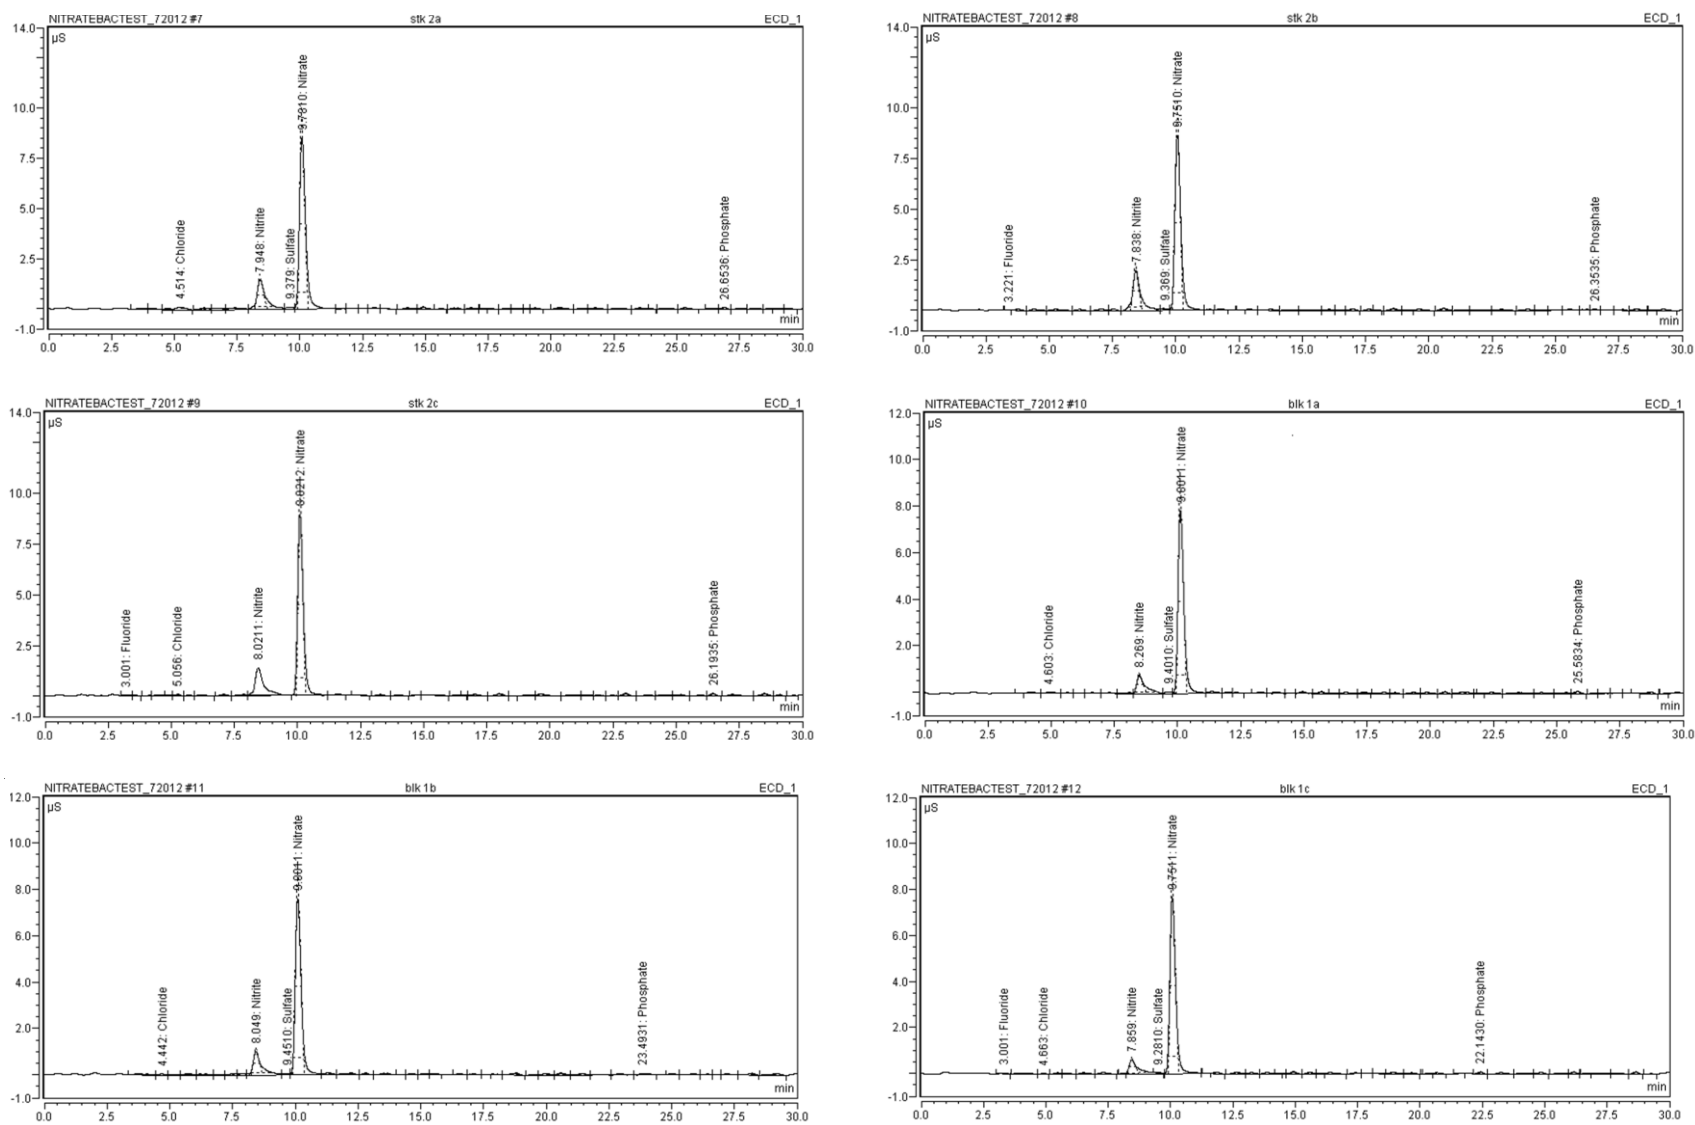 NITRATEBACTEST_72012 #7 stk 2a ECD_1
µS
14.0
10.0
7.5
5.0
2.5
-1.0
4.514: Chloride
7.948: Nitrite
9.379: Sulfate
9.7810: Nitrate
26.6536: Phosphate
min
0.0 2.5 5.0 7.5 10.0 12.5 15.0 17.5 20.0 22.5 25.0 27.5 30.0
NITRATEBACTEST_72012 #8 stk 2b ECD_1
µS
14.0
10.0
7.5
5.0
2.5
-1.0
3.221: Fluoride
7.838: Nitrite
9.369: Sulfate
9.7510: Nitrate
26.3535: Phosphate
min
0.0 2.5 5.0 7.5 10.0 12.5 15.0 17.5 20.0 22.5 25.0 27.5 30.0
NITRATEBACTEST_72012 #9 stk 2c ECD_1
µS
14.0
10.0
7.5
5.0
2.5
-1.0
3.001: Fluoride
5.056: Chloride
8.0211: Nitrite
Nitrate
26.1935: Phosphate
min
0.0 2.5 5.0 7.5 10.0 12.5 15.0 17.5 20.0 22.5 25.0 27.5 30.0
NITRATEBACTEST_72012 #10 blk 1a ECD_1
µS
12.0
10.0
8.0
6.0
4.0
2.0
-1.0
4.603: Chloride
8.269: Nitrite
9.4010: Sulfate
Nitrate
25.5834: Phosphate
min
0.0 2.5 5.0 7.5 10.0 12.5 15.0 17.5 20.0 22.5 25.0 27.5 30.0
NITRATEBACTEST_72012 #11 blk 1b ECD_1
µS
12.0
10.0
8.0
6.0
4.0
2.0
-1.0
4.442: Chloride
8.049: Nitrite
9.4510: Sulfate
Nitrate
23.4931: Phosphate
min
0.0 2.5 5.0 7.5 10.0 12.5 15.0 17.5 20.0 22.5 25.0 27.5 30.0
NITRATEBACTEST_72012 #12 blk 1c ECD_1
µS
12.0
10.0
8.0
6.0
4.0
2.0
-1.0
3.001: Fluoride
4.663: Chloride
7.859: Nitrite
9.2810: Sulfate
9.7511: Nitrate
22.1430: Phosphate
min
0.0 2.5 5.0 7.5 10.0 12.5 15.0 17.5 20.0 22.5 25.0 27.5 30.0